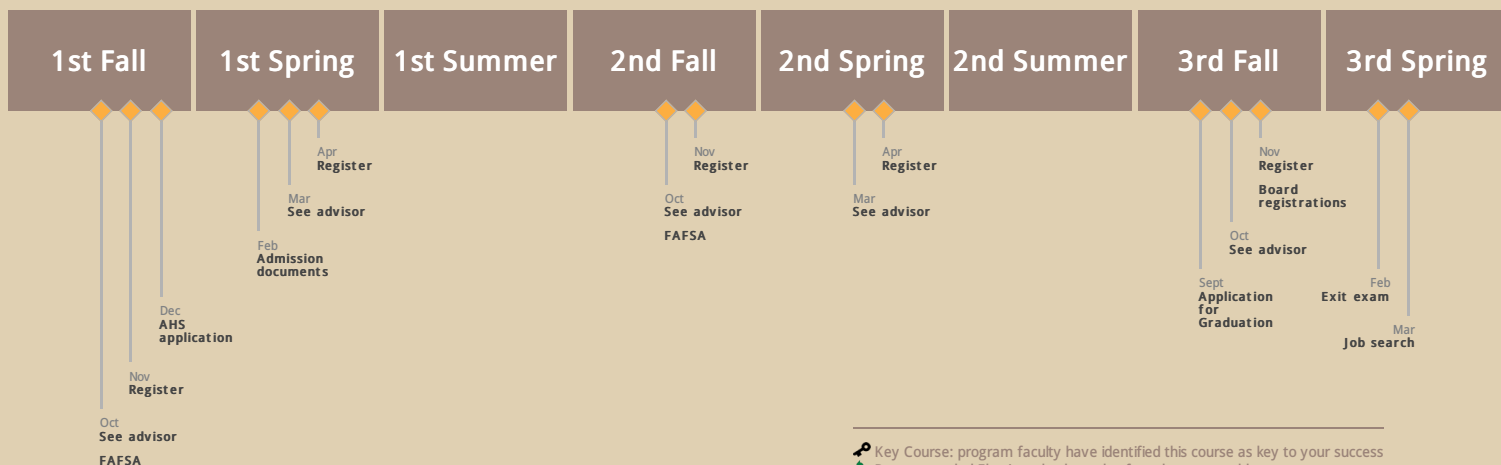 1st Fall
1st Spring
1st Summer
2nd Fall
2nd Spring
2nd Summer
3rd Fall
3rd Spring
Oct
See advisor
FAFSA
Nov
Register
Dec
AHS
application
Feb
Admission
documents
Mar
See advisor
Apr
Register
Oct
See advisor
FAFSA
Nov
Register
Mar
See advisor
Apr
Register
Sept
Application
for
Graduation
Oct
See advisor
Nov
Register
Board
registrations
Feb
Exit exam
Mar
Job search
Key Course: program faculty have identified this course as key to your success